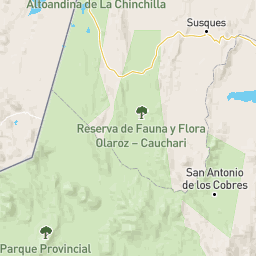 Altoandina de La Chinchilla
Susques
Reserva de Fauna y Flora
Olaroz – Cauchari
San Antonio
de los Cobres
Parque Provincial